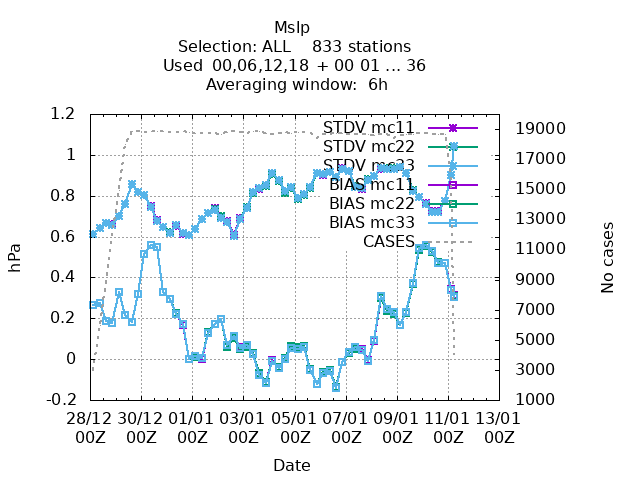 Mslp
Selection: ALL    833 stations
Used  00,06,12,18 + 00 01 ... 36
Averaging window:  6h
1.2
1
0.8
0.6
0.4
0.2
0
-0.2
hPa
STDV mc11
STDV mc22
STDV mc33
BIAS mc11
BIAS mc22
BIAS mc33
CASES
19000
17000
15000
13000
11000
9000
7000
5000
3000
1000
No cases
28/12 30/12 01/01 03/01 05/01 07/01 09/01 11/01 13/01
00Z 00Z 00Z 00Z 00Z 00Z 00Z 00Z 00Z
Date